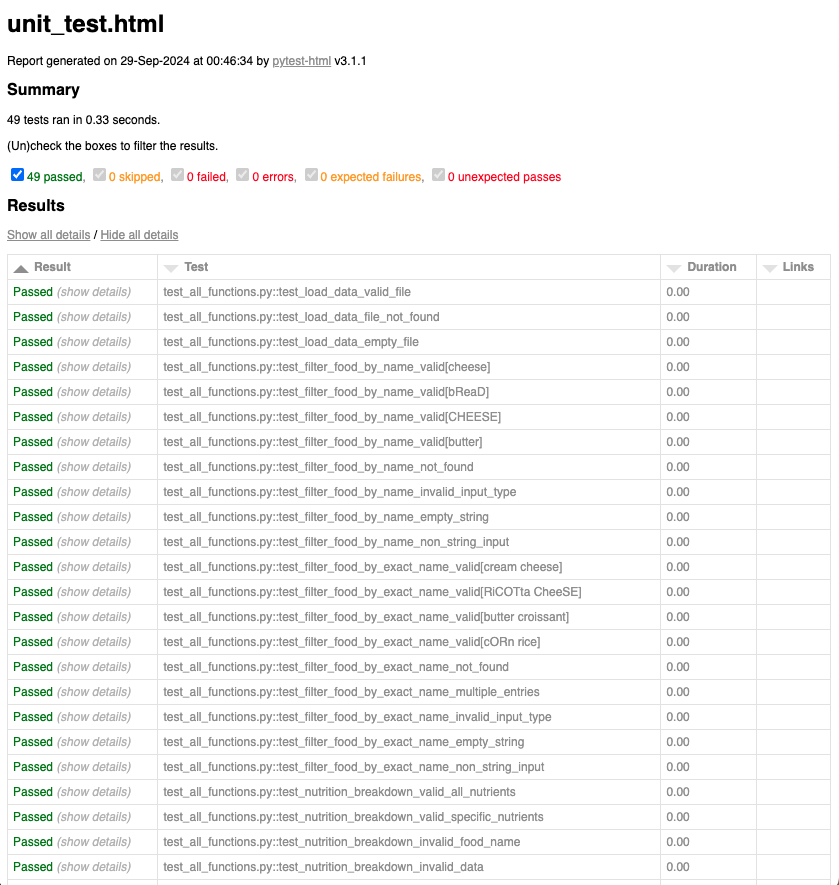 unit_test.html
Report generated on 29-Sep-2024 at 00:46:34 by pytest-html v3.1.1
Summary
49 tests ran in 0.33 seconds.
(Un)check the boxes to filter the results.
49 passed, 0 skipped, 0 failed, 0 errors, 0 expected failures, 0 unexpected passes
Results
Show all details / Hide all details
Result Test Duration Links
Passed (show details) test_all_functions.py::test_load_data_valid_file 0.00
Passed (show details) test_all_functions.py::test_load_data_file_not_found 0.00
Passed (show details) test_all_functions.py::test_load_data_empty_file 0.00
Passed (show details) test_all_functions.py::test_filter_food_by_name_valid[cheese] 0.00
Passed (show details) test_all_functions.py::test_filter_food_by_name_valid[bReaD] 0.00
Passed (show details) test_all_functions.py::test_filter_food_by_name_valid[CHEESE] 0.00
Passed (show details) test_all_functions.py::test_filter_food_by_name_valid[butter] 0.00
Passed (show details) test_all_functions.py::test_filter_food_by_name_not_found 0.00
Passed (show details) test_all_functions.py::test_filter_food_by_name_invalid_input_type 0.00
Passed (show details) test_all_functions.py::test_filter_food_by_name_empty_string 0.00
Passed (show details) test_all_functions.py::test_filter_food_by_name_non_string_input 0.00
Passed (show details) test_all_functions.py::test_filter_food_by_exact_name_valid[cream cheese] 0.00
Passed (show details) test_all_functions.py::test_filter_food_by_exact_name_valid[RiCOTta CheeSE] 0.00
Passed (show details) test_all_functions.py::test_filter_food_by_exact_name_valid[butter croissant] 0.00
Passed (show details) test_all_functions.py::test_filter_food_by_exact_name_valid[cORn rice] 0.00
Passed (show details) test_all_functions.py::test_filter_food_by_exact_name_not_found 0.00
Passed (show details) test_all_functions.py::test_filter_food_by_exact_name_multiple_entries 0.00
Passed (show details) test_all_functions.py::test_filter_food_by_exact_name_invalid_input_type 0.00
Passed (show details) test_all_functions.py::test_filter_food_by_exact_name_empty_string 0.00
Passed (show details) test_all_functions.py::test_filter_food_by_exact_name_non_string_input 0.00
Passed (show details) test_all_functions.py::test_nutrition_breakdown_valid_all_nutrients 0.00
Passed (show details) test_all_functions.py::test_nutrition_breakdown_valid_specific_nutrients 0.00
Passed (show details) test_all_functions.py::test_nutrition_breakdown_invalid_food_name 0.00
Passed (show details) test_all_functions.py::test_nutrition_breakdown_invalid_data 0.00